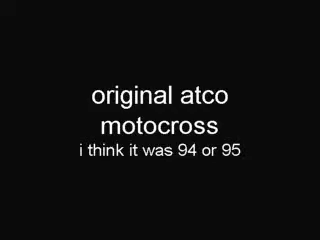 original atco
motocross
i think it was 94 or 95